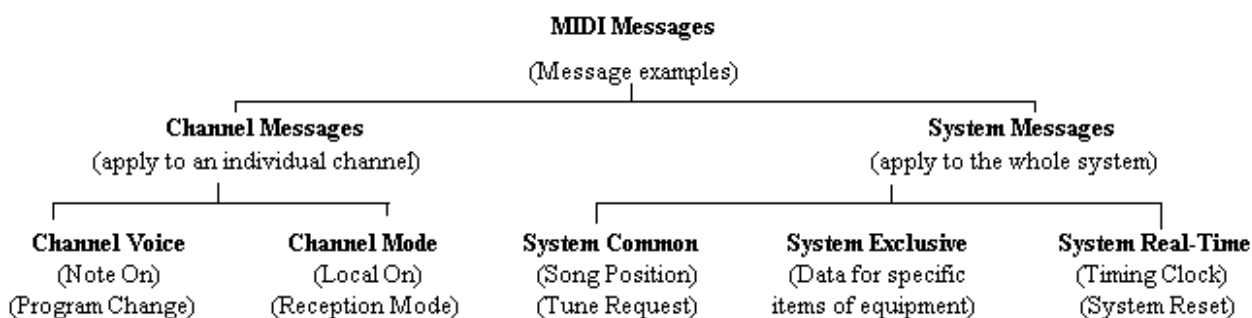 MIDI Messages
(Message examples)
Channel Messages
(apply to an individual channel)
System Messages
(apply to the whole system)
Channel Voice
(Note On)
(Program Change)
Channel Mode
(Local On)
(Reception Mode)
System Common
(Song Position)
(Tune Request)
System Exclusive
(Data for specific
items of equipment)
System Real-Time
(Timing Clock)
(System Reset)